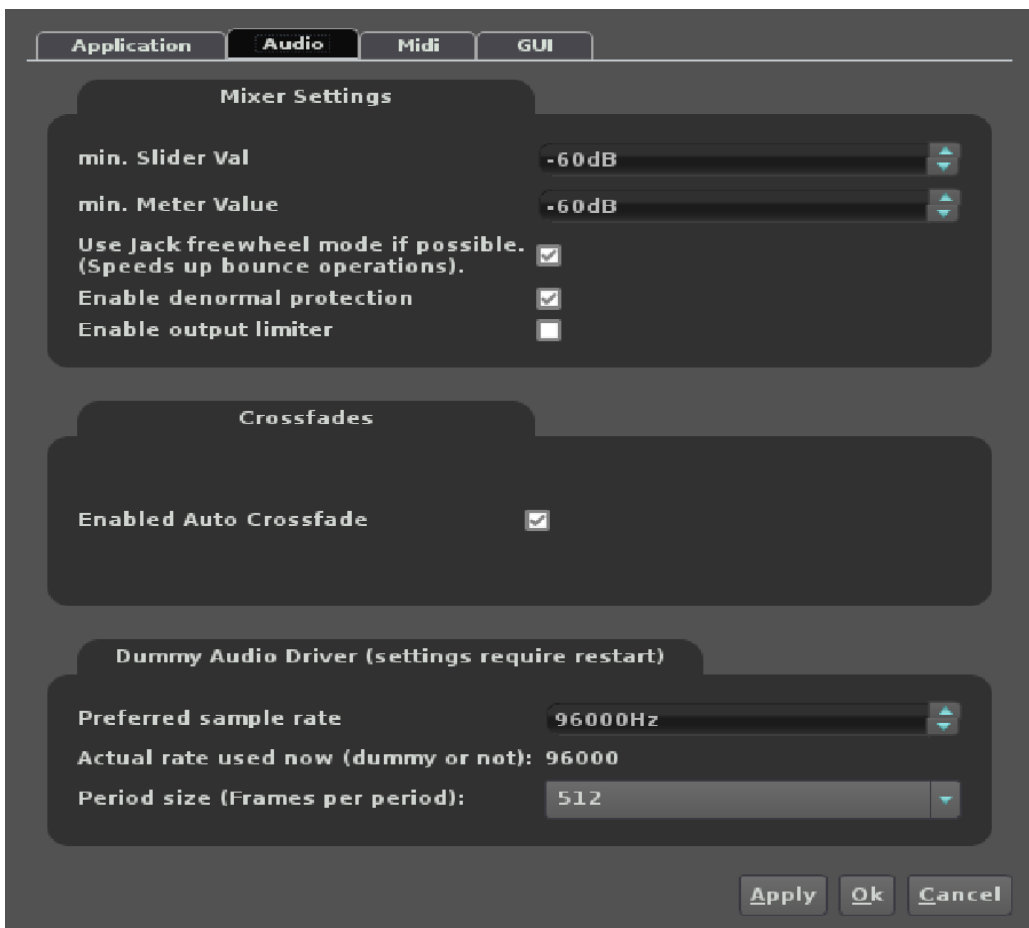 Application Audio Midi GUI
Mixer Settings
min. Slider Val -60dB
min. Meter Value -60dB
Use Jack freewheel mode if possible.
(Speeds up bounce operations).
Enable denormal protection
Enable output limiter
Crossfades
Enabled Auto Crossfade
Dummy Audio Driver (settings require restart)
Preferred sample rate 96000Hz
Actual rate used now (dummy or not): 96000
Period size (Frames per period): 512
Apply Ok Cancel